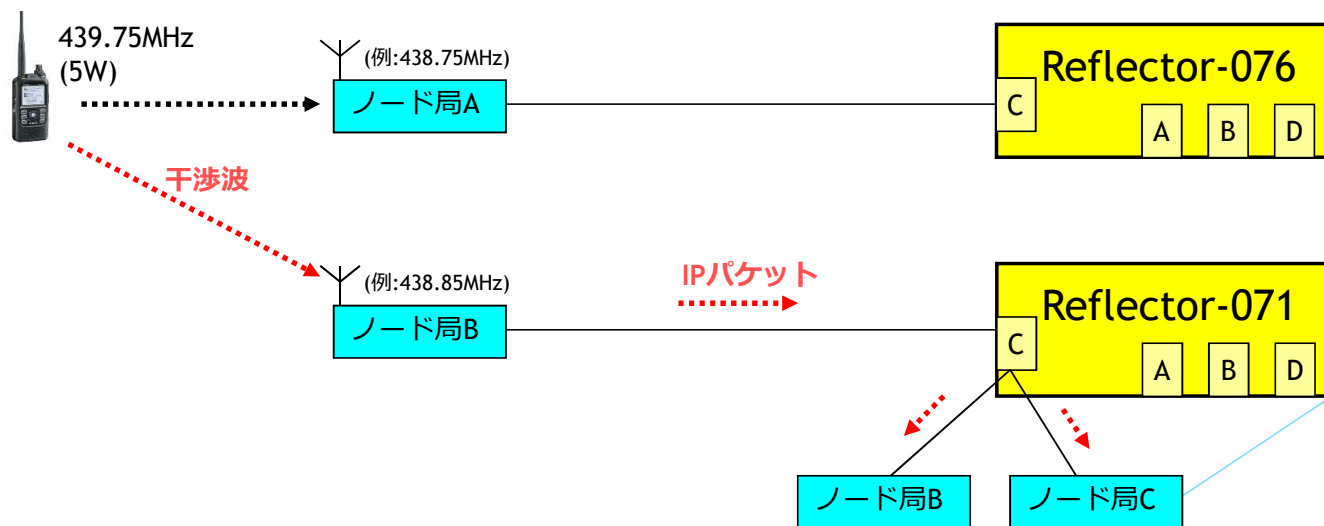 439.75MHz
(5W)
(例:438.75MHz)
ノード局A
Reflector-076
C
A
B
D
干渉波
(例:438.85MHz)
ノード局B
IPパケット
Reflector-071
C
A
B
D
ノード局B
ノード局C